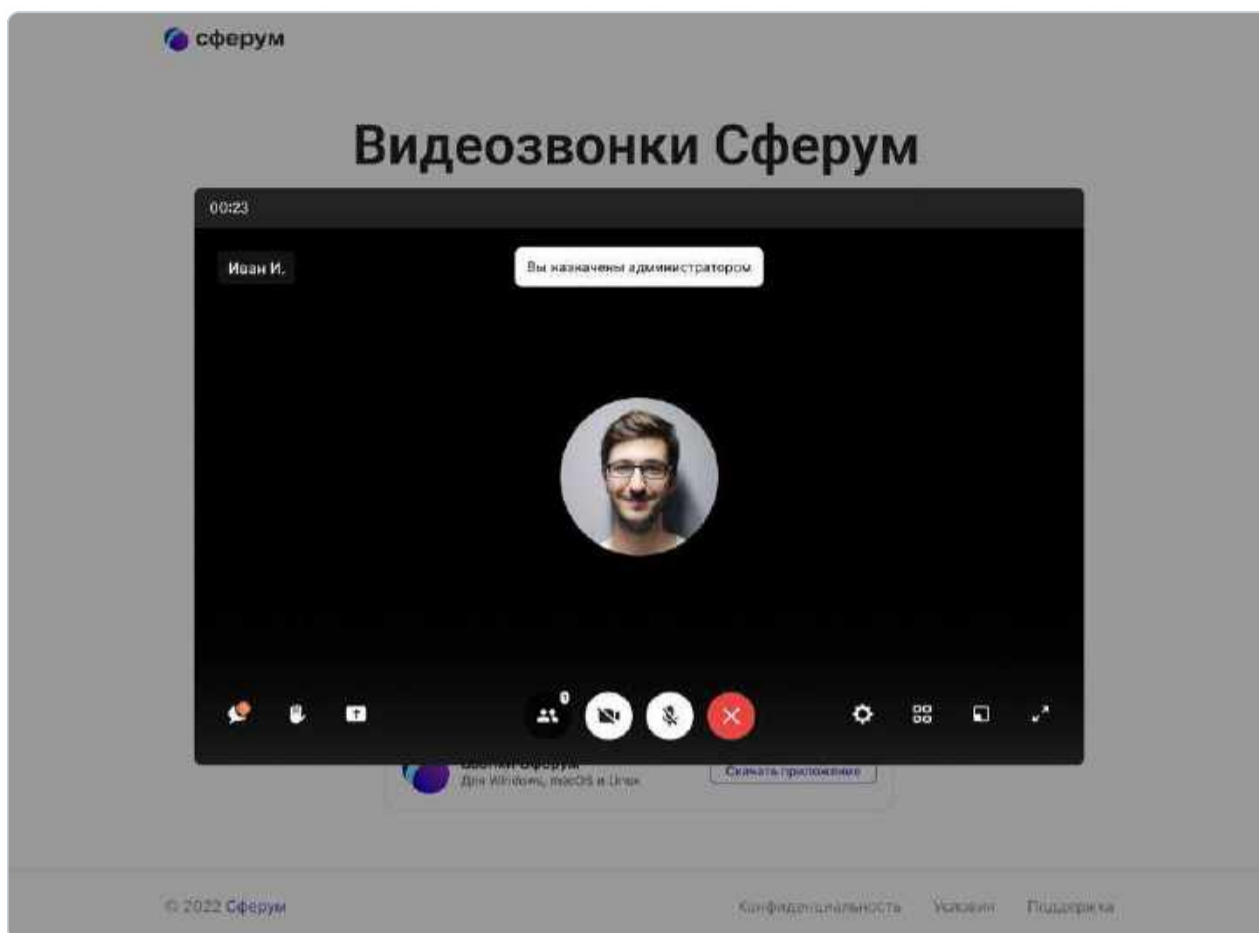 сферум
Видеозвонки Сферум
00:23
Иван И.
Вы назначены администратором
Сферум
Для Windows, macOS и Linux
Скачать приложение
© 2022 Сферум
Конфиденциальность Условия Поддержка